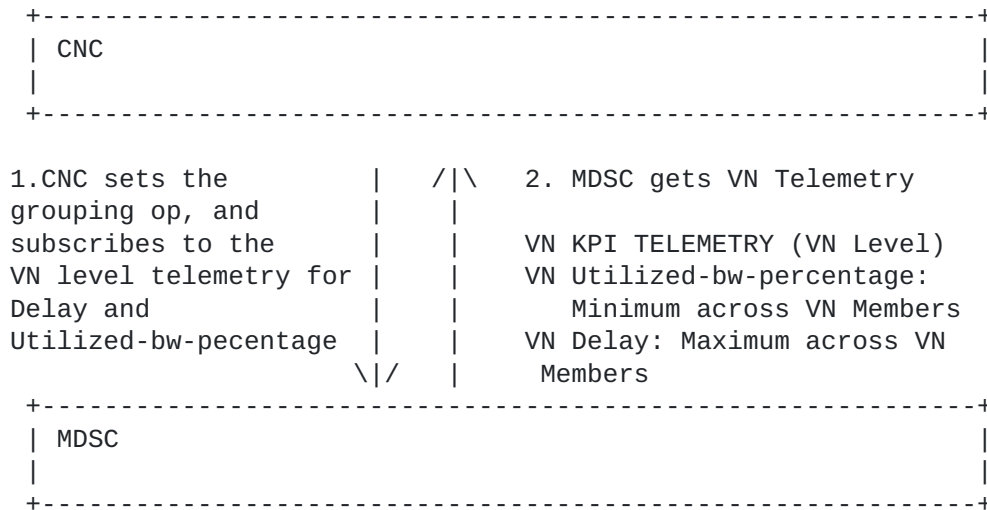 CNC
1.CNC sets the | /|\ 2. MDSC gets VN Telemetry
grouping op, and | |
subscribes to the | | VN KPI TELEMETRY (VN Level)
VN level telemetry for | | VN Utilized-bw-percentage:
Delay and | | Minimum across VN Members
Utilized-bw-pecentage | | VN Delay: Maximum across VN
\|/ | Members
MDSC